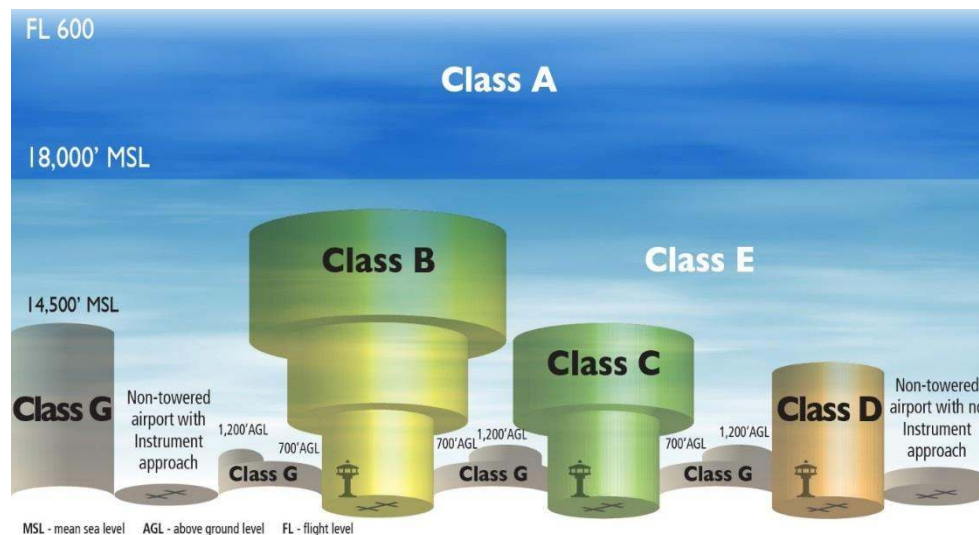 FL 600
Class A
18,000' MSL
Class B
Class E
14,500' MSL
Class G
Non-towered
airport with
Instrument
approach
1,200'AGL
700'AGL
Class G
Class C
700'AGL
1,200'AGL
Class G
700'AGL
1,200'AGL
Class G
Class D
Non-towered
airport with no
Instrument
approach
MSL - mean sea level AGL - above ground level FL - flight level